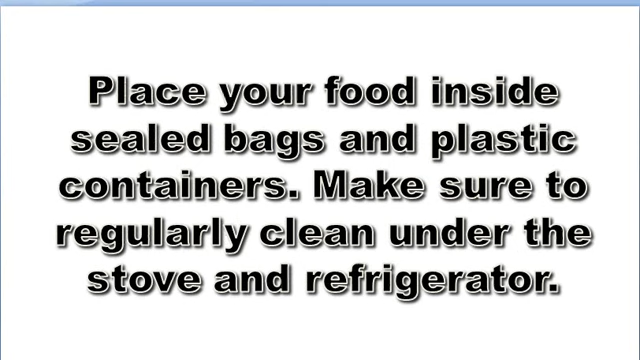 Place your food inside
sealed bags and plastic
containers. Make sure to
regularly clean under the
stove and refrigerator.